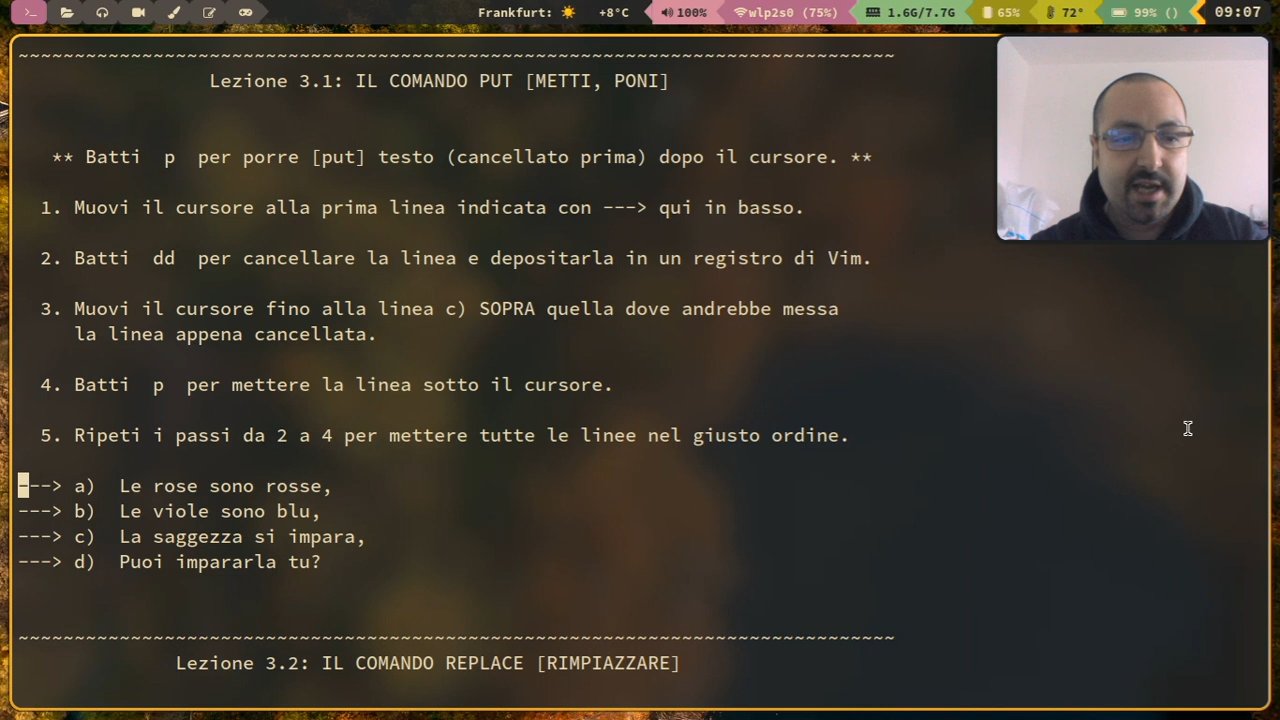 Frankfurt: +8°C 100% wlp2s0 (75%) 1.6G/7.7G 65% 72° 99% () 09:07
~~~~~~~~~~~~~~~~~~~~~~~~~~~~~~~~~~~~~~~~~~~~~~~~~~~~~~~~~~~~~~~~~~~~~~~~~~~~~~
Lezione 3.1: IL COMANDO PUT [METTI, PONI]
** Batti  p  per porre [put] testo (cancellato prima) dopo il cursore. **
1. Muovi il cursore alla prima linea indicata con ---> qui in basso.
2. Batti  dd  per cancellare la linea e depositarla in un registro di Vim.
3. Muovi il cursore fino alla linea c) SOPRA quella dove andrebbe messa
la linea appena cancellata.
4. Batti  p  per mettere la linea sotto il cursore.
5. Ripeti i passi da 2 a 4 per mettere tutte le linee nel giusto ordine.
---> a)  Le rose sono rosse,
---> b)  Le viole sono blu,
---> c)  La saggezza si impara,
---> d)  Puoi impararla tu?
~~~~~~~~~~~~~~~~~~~~~~~~~~~~~~~~~~~~~~~~~~~~~~~~~~~~~~~~~~~~~~~~~~~~~~~~~~~~~~
Lezione 3.2: IL COMANDO REPLACE [RIMPIAZZARE]